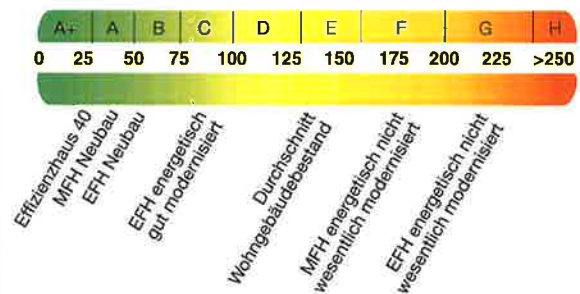 A+ A B C D E F G H
0 25 50 75 100 125 150 175 200 225 >250
Effizienzhaus 40
MFH Neubau
EFH Neubau
EFH energetisch
gut modernisiert
Durchschnitt
Wohngebäudebestand
MFH energetisch nicht
wesentlich modernisiert
EFH energetisch nicht
wesentlich modernisiert